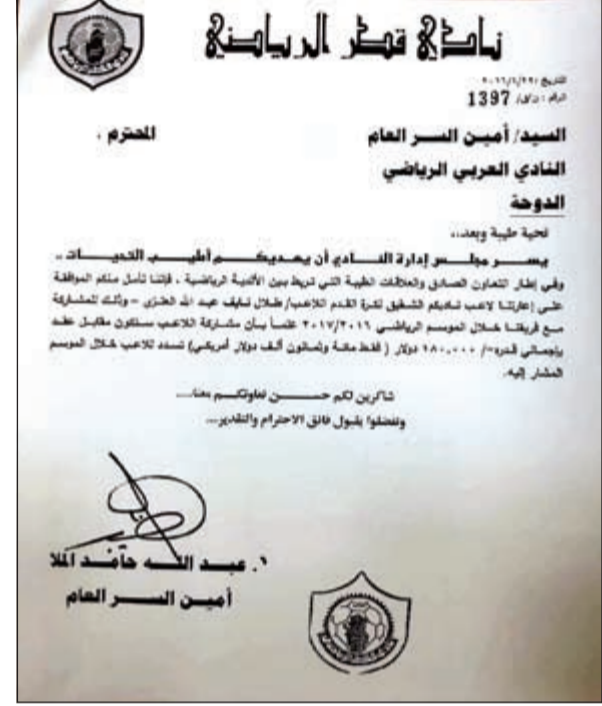 نادي قطر الرياضي
التاريخ :
الرقم : ن/ق/ 1397
السيد/ أمين السر العام المحترم ،
النادي العربي الرياضي
الدوحة
تحية طيبة وبعد،،،
يسر مجلس إدارة النادي أن يهديكم أطيب التحيات ..
وفي إطار التعاون الصادق والعلاقات الطيبة التي تربط بين الأندية الرياضية ، فإننا نأمل منكم الموافقة
على إعارتنا لاعب ناديكم الشقيق لكرة القدم اللاعب/ طلال نايف عبد الله العنزي – وذلك للمشاركة
مع فريقنا خلال الموسم الرياضي ٢٠١٧/٢٠١٦ علماً بأن مشاركة اللاعب ستكون مقابل عقد
بإجمالي قدره/ ١٨٠,٠٠٠ دولار ( فقط مائة وثمانون ألف دولار أمريكي) تسدد للاعب خلال الموسم
المشار إليه.
شاكرين لكم حسن تعاونكم معنا....
وتفضلوا بقبول فائق الاحترام والتقدير...
عبد الله حامد الملا
أمين السر العام